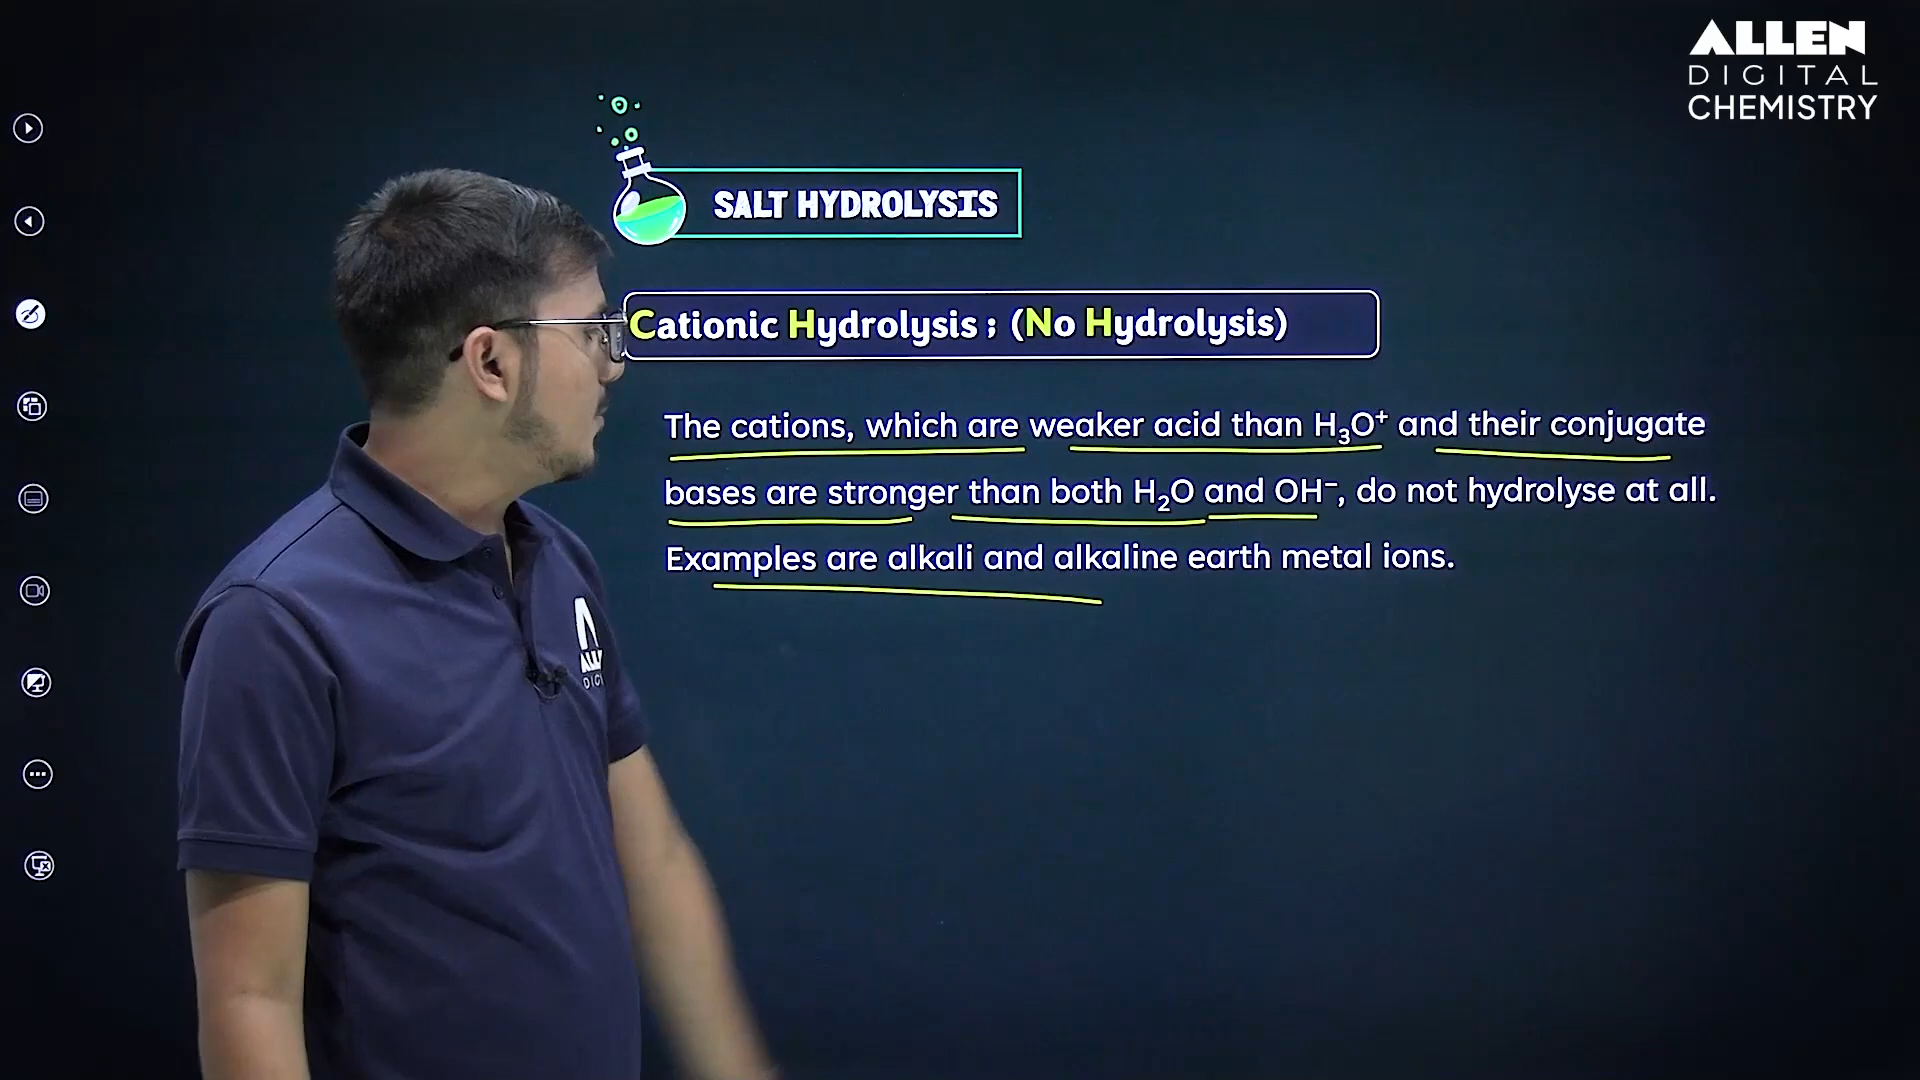 ALLEN
DIGITAL
CHEMISTRY
SALT HYDROLYSIS
Cationic Hydrolysis ; (No Hydrolysis)
The cations, which are weaker acid than H₃O⁺ and their conjugate
bases are stronger than both H₂O and OH⁻, do not hydrolyse at all.
Examples are alkali and alkaline earth metal ions.